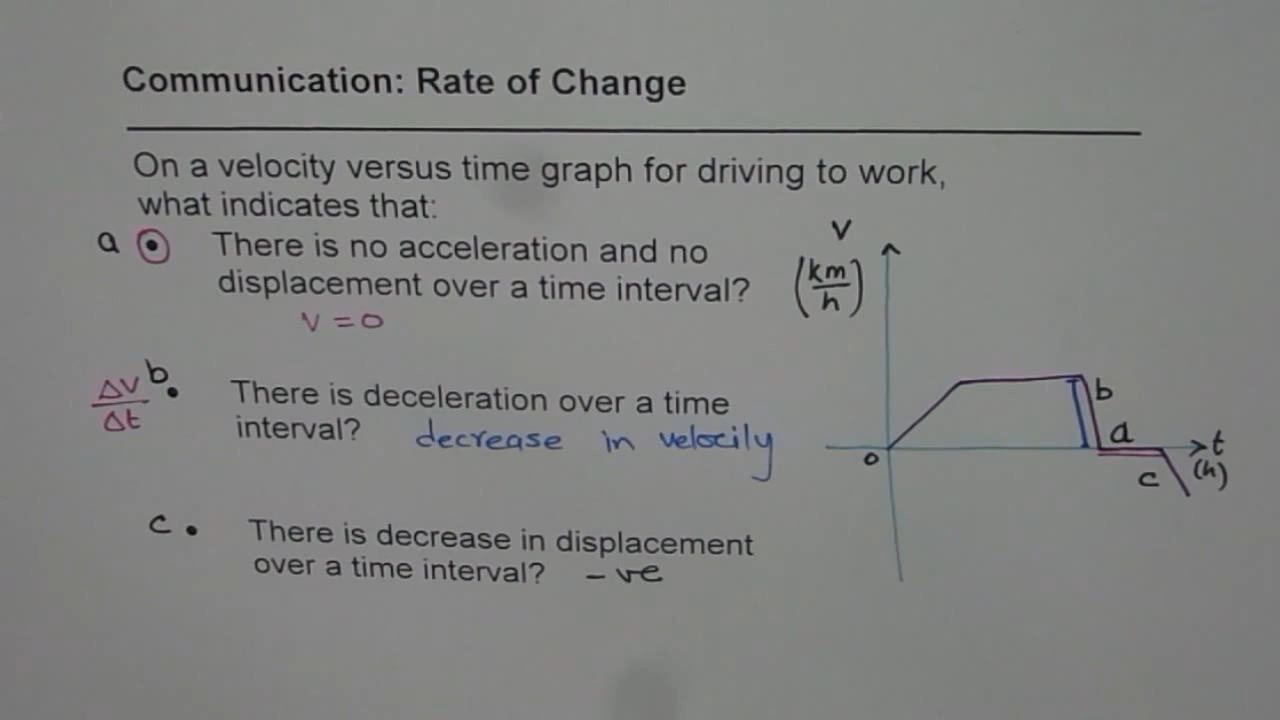 Communication: Rate of Change
On a velocity versus time graph for driving to work,
what indicates that:
a • There is no acceleration and no
displacement over a time interval?
v = 0
b • There is deceleration over a time
interval? decrease in velocily
Δv
Δt
c • There is decrease in displacement
over a time interval? -ve
v
(km
h)
b
a
t
0
c
(h)